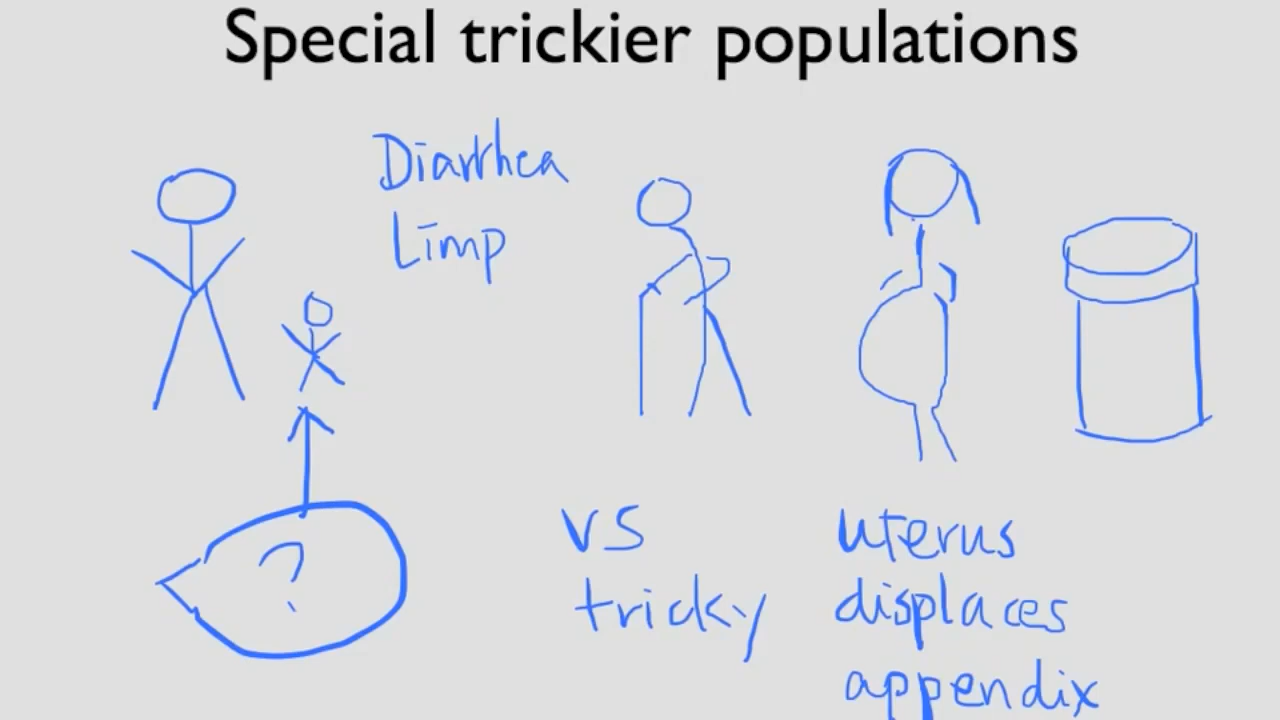 Special trickier populations
Diarrhea
Limp
?
VS
tricky
uterus
displaces
appendix